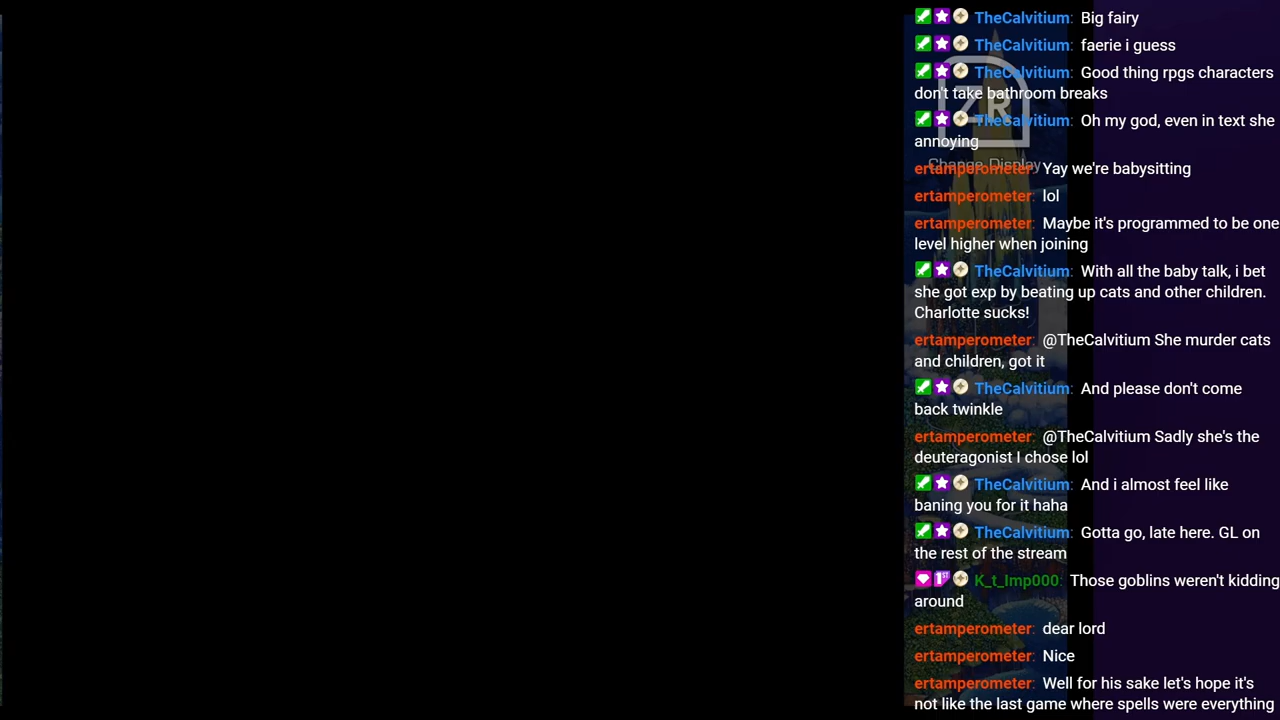 TheCalvitium: Big fairy
TheCalvitium: faerie i guess
TheCalvitium: Good thing rpgs characters
don't take bathroom breaks
ZR
TheCalvitium: Oh my god, even in text she
annoying
Change Display
ertamperometer: Yay we're babysitting
ertamperometer: lol
ertamperometer: Maybe it's programmed to be one
level higher when joining
TheCalvitium: With all the baby talk, i bet
she got exp by beating up cats and other children.
Charlotte sucks!
ertamperometer: @TheCalvitium She murder cats
and children, got it
TheCalvitium: And please don't come
back twinkle
ertamperometer: @TheCalvitium Sadly she's the
deuteragonist I chose lol
TheCalvitium: And i almost feel like
baning you for it haha
TheCalvitium: Gotta go, late here. GL on
the rest of the stream
1ST K_t_Imp000: Those goblins weren't kidding
around
ertamperometer: dear lord
ertamperometer: Nice
ertamperometer: Well for his sake let's hope it's
not like the last game where spells were everything